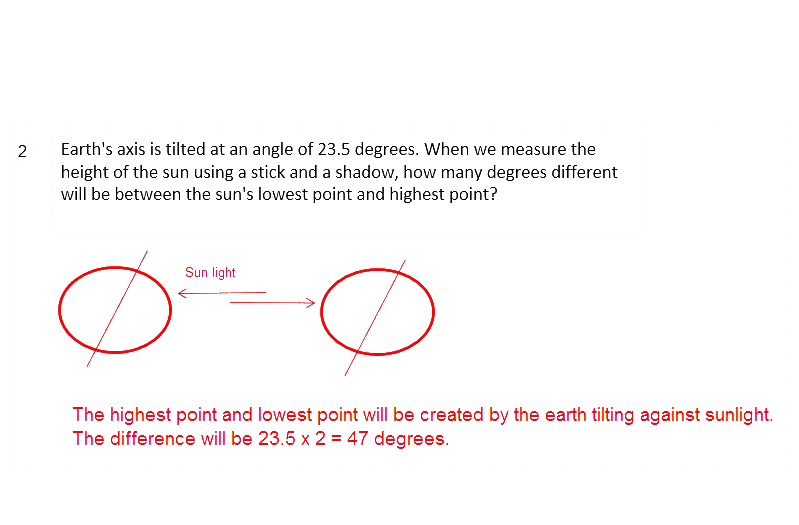 2 Earth's axis is tilted at an angle of 23.5 degrees. When we measure the
height of the sun using a stick and a shadow, how many degrees different
will be between the sun's lowest point and highest point?
Sun light
The highest point and lowest point will be created by the earth tilting against sunlight.
The difference will be 23.5 x 2 = 47 degrees.